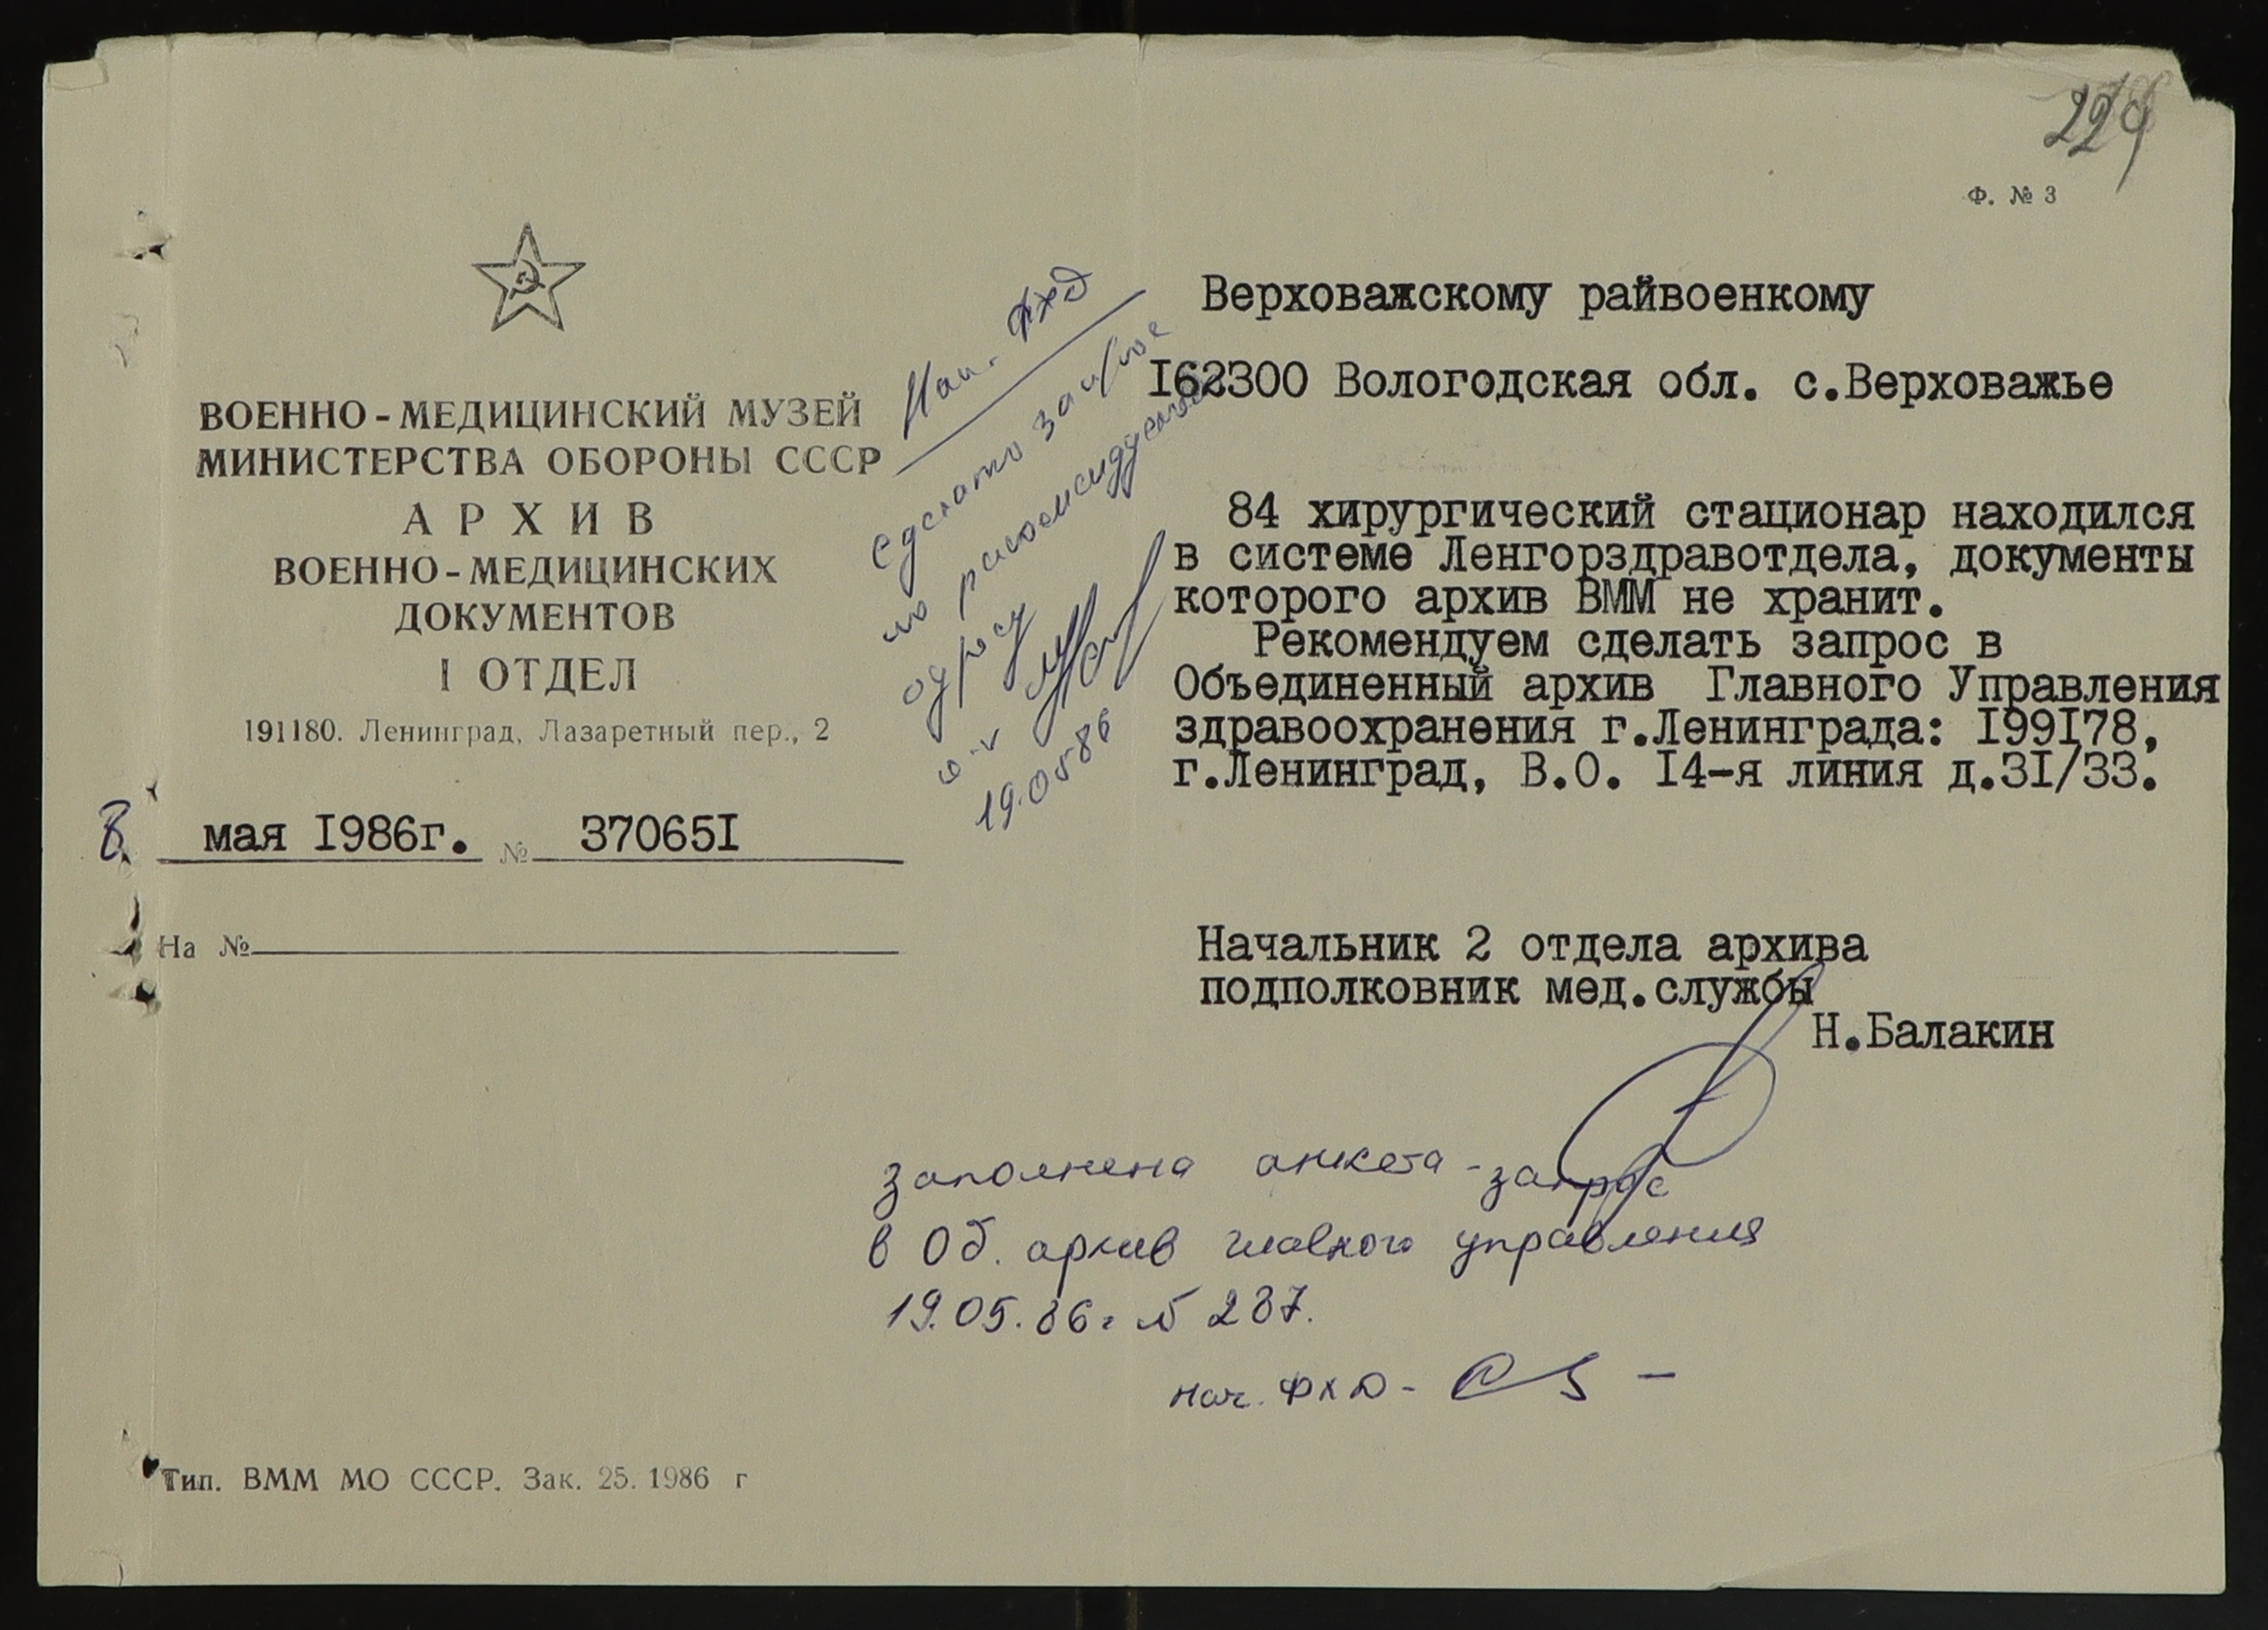 229
Ф. № 3
ВОЕННО-МЕДИЦИНСКИЙ МУЗЕЙ
МИНИСТЕРСТВА ОБОРОНЫ СССР
АРХИВ
ВОЕННО-МЕДИЦИНСКИХ
ДОКУМЕНТОВ
I ОТДЕЛ
191180. Ленинград, Лазаретный пер., 2
8. мая I986г. № 37065I
На №
Нач. ФХД
Сделать запрос
по рекомендуемому
адресу
19.05.86
Верховажскому райвоенкому
I62300 Вологодская обл. с.Верховажье
84 хирургический стационар находился
в системе Ленгорздравотдела, документы
которого архив ВММ не хранит.
Рекомендуем сделать запрос в
Объединенный архив Главного Управления
здравоохранения г.Ленинграда: I99I78,
г.Ленинград, В.О. I4-я линия д.3I/33.
Начальник 2 отдела архива
подполковник мед.службы
Н.Балакин
заполнена анкета-запрос
в Об. архив главного управления
19.05.86г № 237.
нач. ФХД -
Тип. ВММ МО СССР. Зак. 25. 1986 г